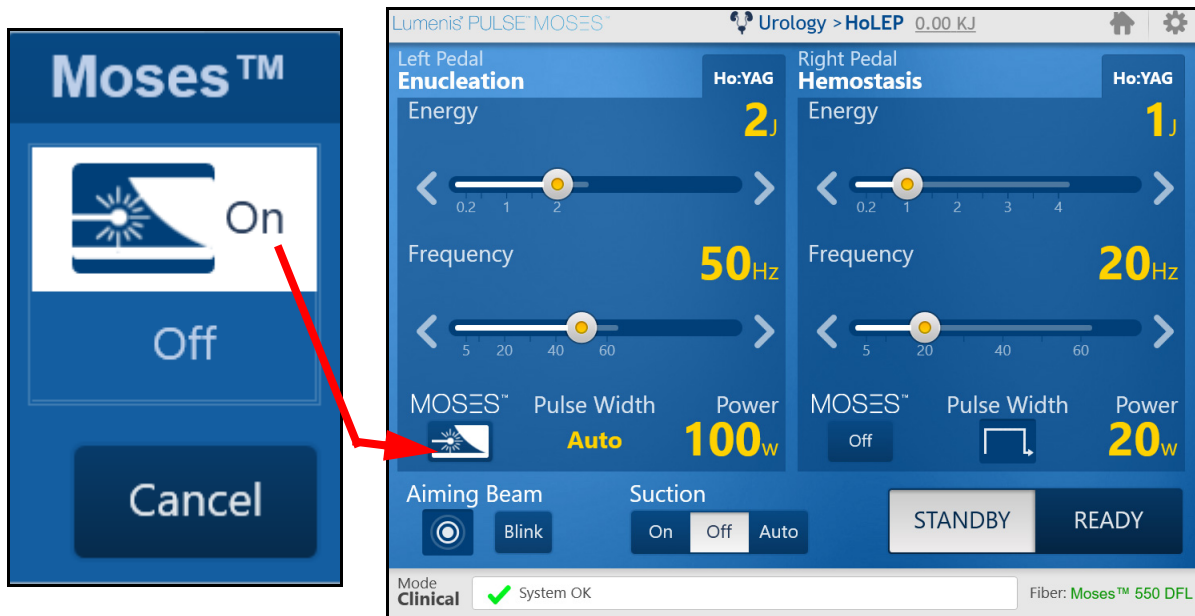 Moses™
On
Off
Cancel
Lumenis® PULSE™ MOSES™
Urology > HoLEP 0.00 KJ
Left Pedal
Enucleation
Ho:YAG
Energy
2J
0.2 1 2
Frequency
50Hz
5 20 40 60
MOSES™ Pulse Width Power
Auto 100W
Right Pedal
Hemostasis
Ho:YAG
Energy
1J
0.2 1 2 3 4
Frequency
20Hz
5 20 40 60
MOSES™ Pulse Width Power
Off 20W
Aiming Beam
Blink
Suction
On Off Auto
STANDBY READY
Mode
Clinical
System OK
Fiber: Moses™ 550 DFL